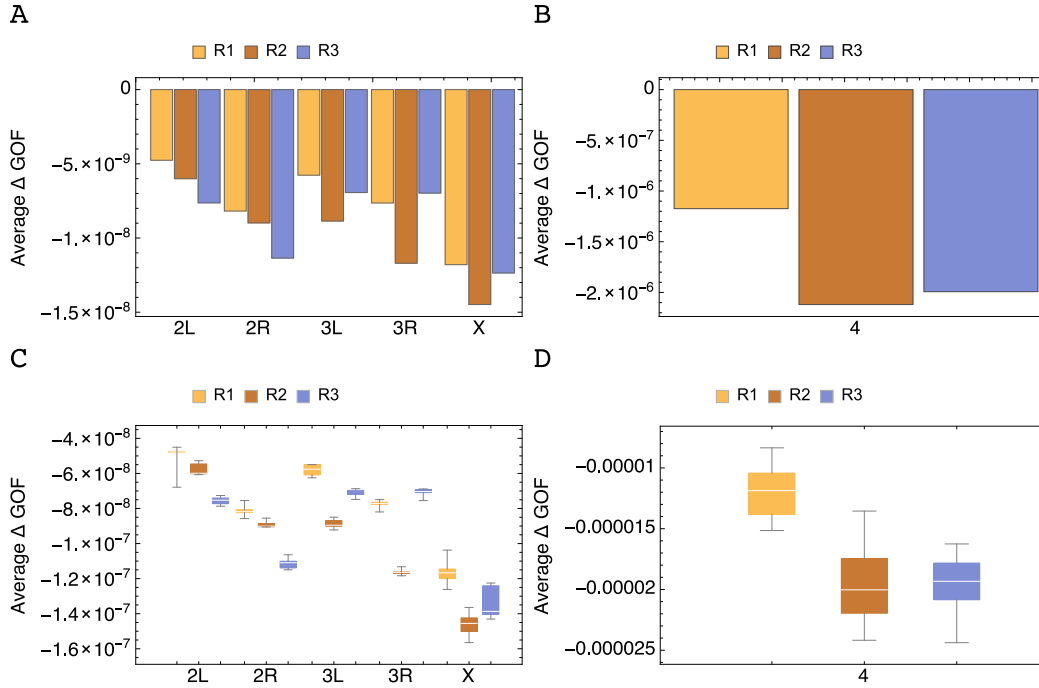 A
B
R1 R2 R3
R1 R2 R3
Average Δ GOF
0
−5.×10⁻⁹
−1.×10⁻⁸
−1.5×10⁻⁸
2L 2R 3L 3R X
Average Δ GOF
0
−5.×10⁻⁷
−1.×10⁻⁶
−1.5×10⁻⁶
−2.×10⁻⁶
4
C
D
R1 R2 R3
R1 R2 R3
Average Δ GOF
−4.×10⁻⁸
−6.×10⁻⁸
−8.×10⁻⁸
−1.×10⁻⁷
−1.2×10⁻⁷
−1.4×10⁻⁷
−1.6×10⁻⁷
2L 2R 3L 3R X
Average Δ GOF
−0.00001
−0.000015
−0.00002
−0.000025
4